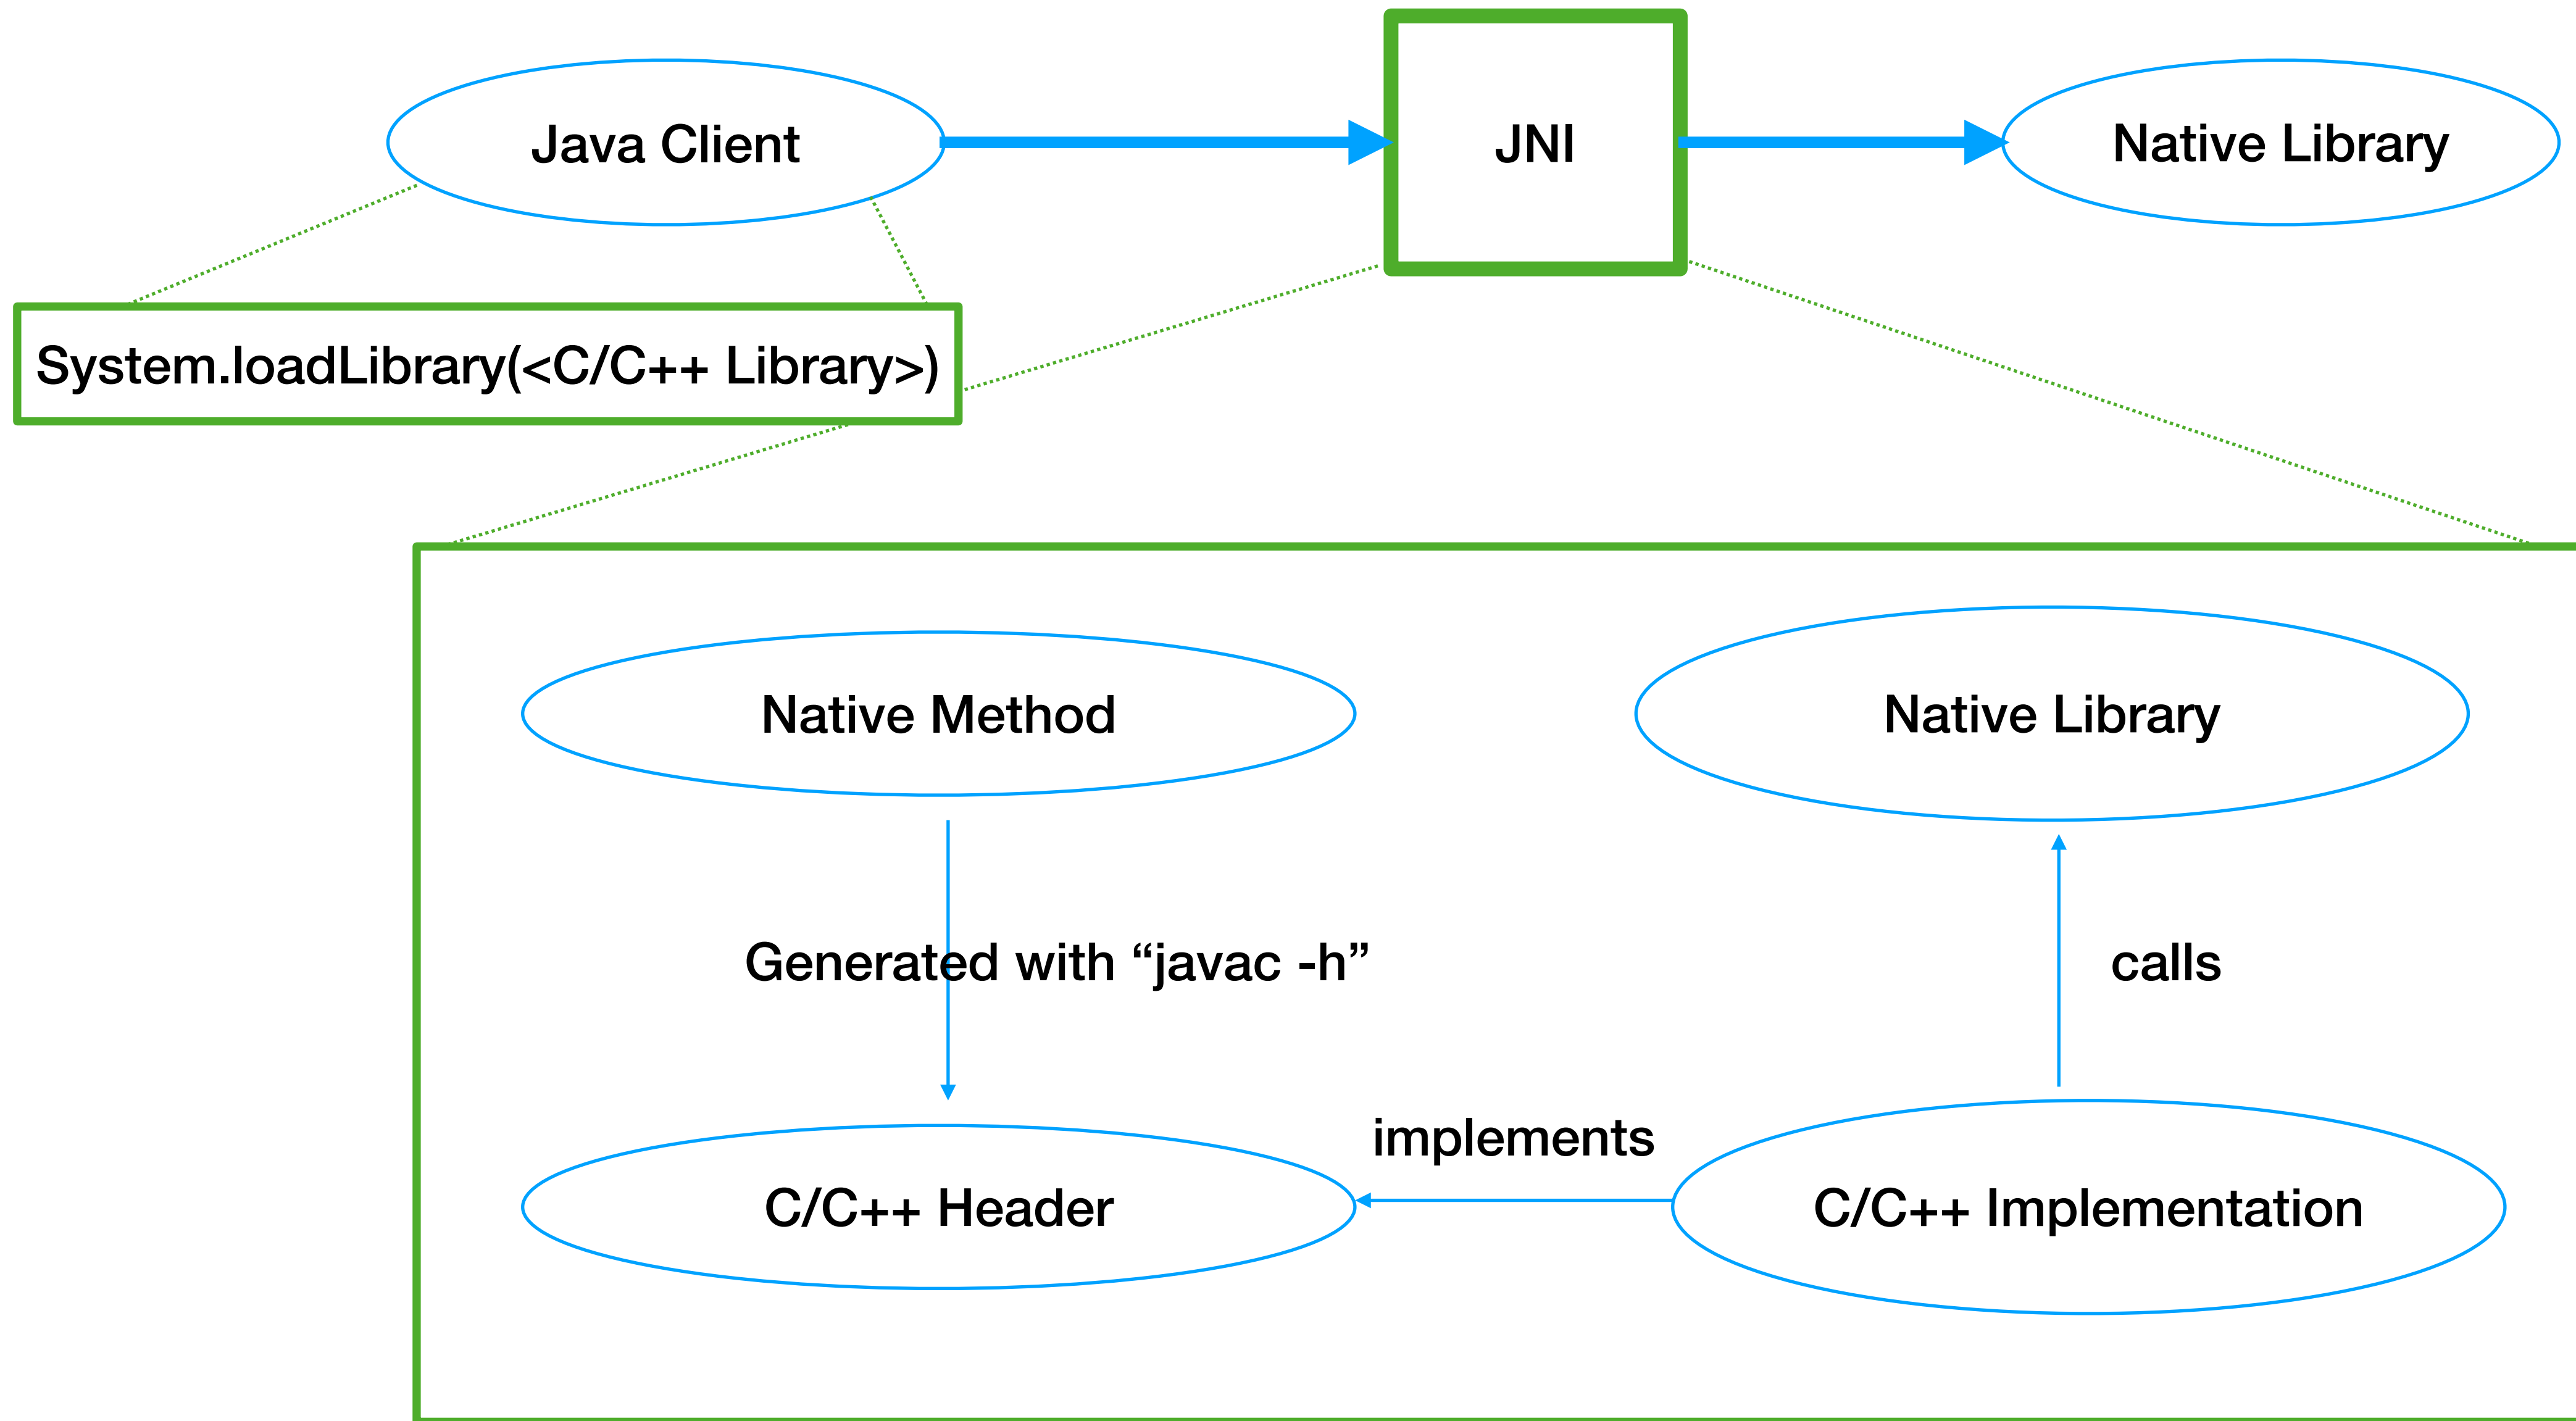 Java Client
JNI
Native Library
System.loadLibrary(<C/C++ Library>)
Native Method
Native Library
Generated with “javac -h”
calls
implements
C/C++ Header
C/C++ Implementation